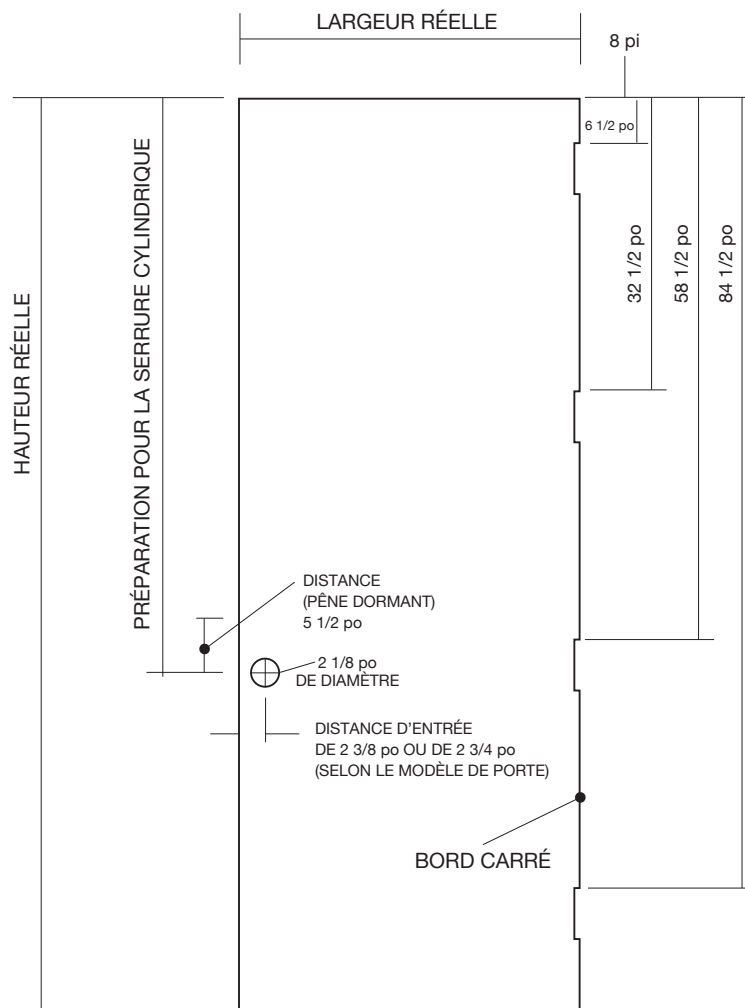 LARGEUR RÉELLE
8 pi
6 1/2 po
32 1/2 po
58 1/2 po
84 1/2 po
HAUTEUR RÉELLE
PRÉPARATION POUR LA SERRURE CYLINDRIQUE
DISTANCE
(PÊNE DORMANT)
5 1/2 po
2 1/8 po
DE DIAMÈTRE
DISTANCE D'ENTRÉE
DE 2 3/8 po OU DE 2 3/4 po
(SELON LE MODÈLE DE PORTE)
BORD CARRÉ